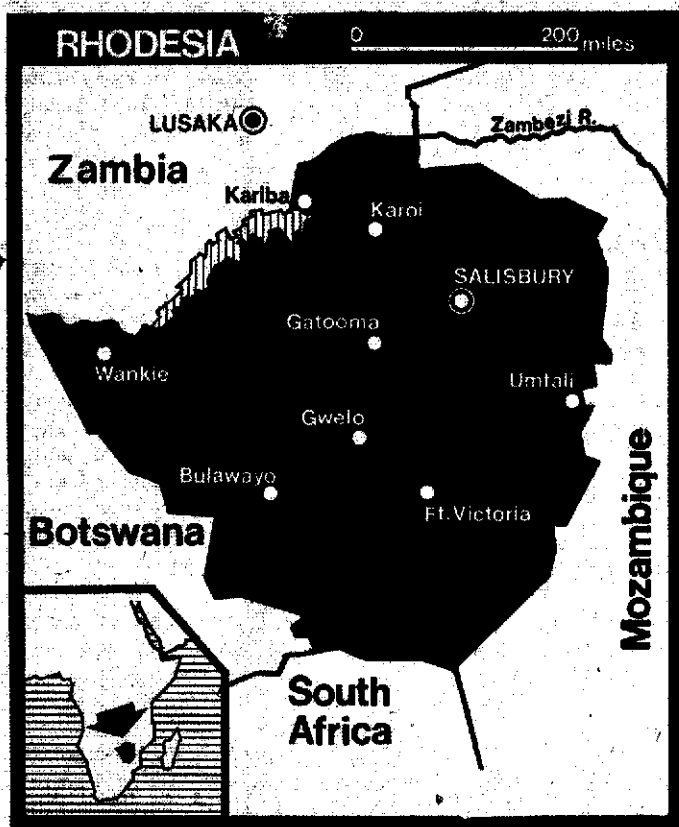 RHODESIA
0 200 miles
LUSAKA
Zambezi R.
Zambia
Kariba
Karoi
SALISBURY
Gatooma
Wankie
Umtali
Gwelo
Bulawayo
Ft.Victoria
Botswana
Mozambique
South
Africa